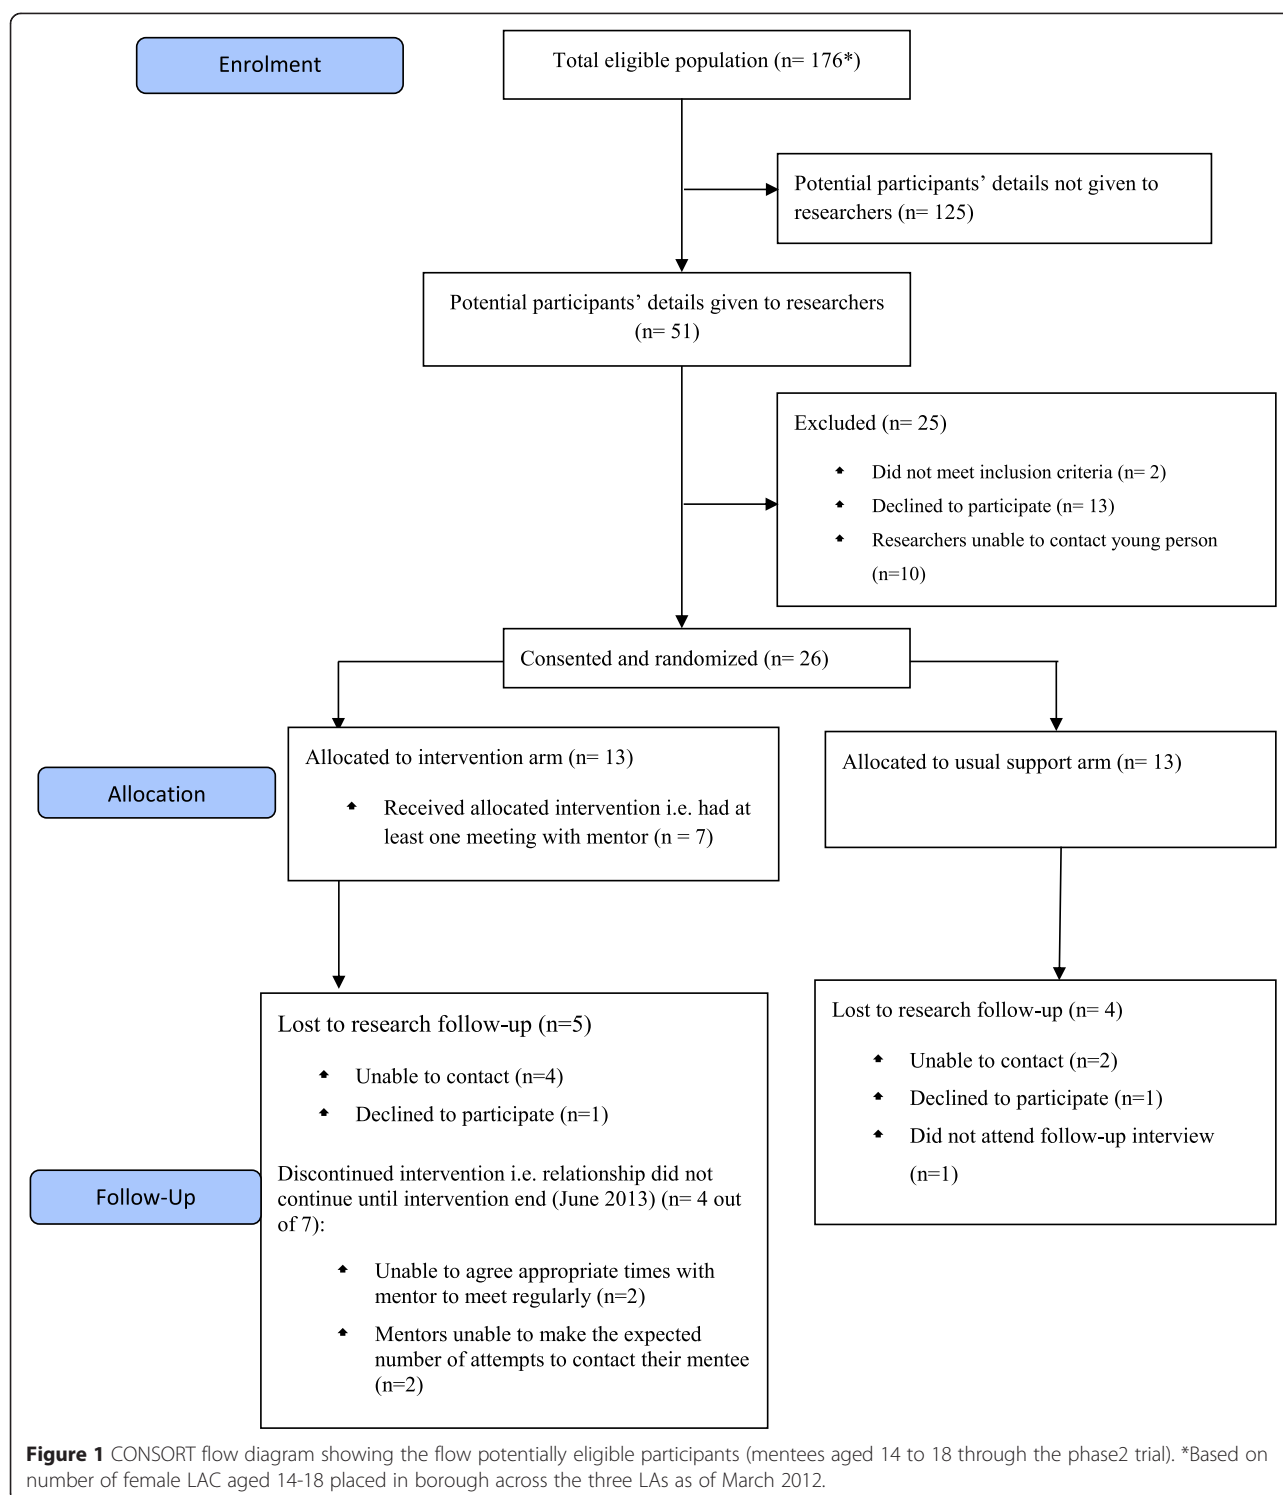 Enrolment
Total eligible population (n= 176*)
Potential participants’ details not given to
researchers (n= 125)
Potential participants’ details given to researchers
(n= 51)
Excluded (n= 25)
Did not meet inclusion criteria (n= 2)
Declined to participate (n= 13)
Researchers unable to contact young person
(n=10)
Consented and randomized (n= 26)
Allocation
Allocated to intervention arm (n= 13)
Received allocated intervention i.e. had at
least one meeting with mentor (n = 7)
Allocated to usual support arm (n= 13)
Follow-Up
Lost to research follow-up (n=5)
Unable to contact (n=4)
Declined to participate (n=1)
Discontinued intervention i.e. relationship did not
continue until intervention end (June 2013) (n= 4 out
of 7):
Unable to agree appropriate times with
mentor to meet regularly (n=2)
Mentors unable to make the expected
number of attempts to contact their mentee
(n=2)
Lost to research follow-up (n= 4)
Unable to contact (n=2)
Declined to participate (n=1)
Did not attend follow-up interview
(n=1)
Figure 1 CONSORT flow diagram showing the flow potentially eligible participants (mentees aged 14 to 18 through the phase2 trial). *Based on
number of female LAC aged 14-18 placed in borough across the three LAs as of March 2012.